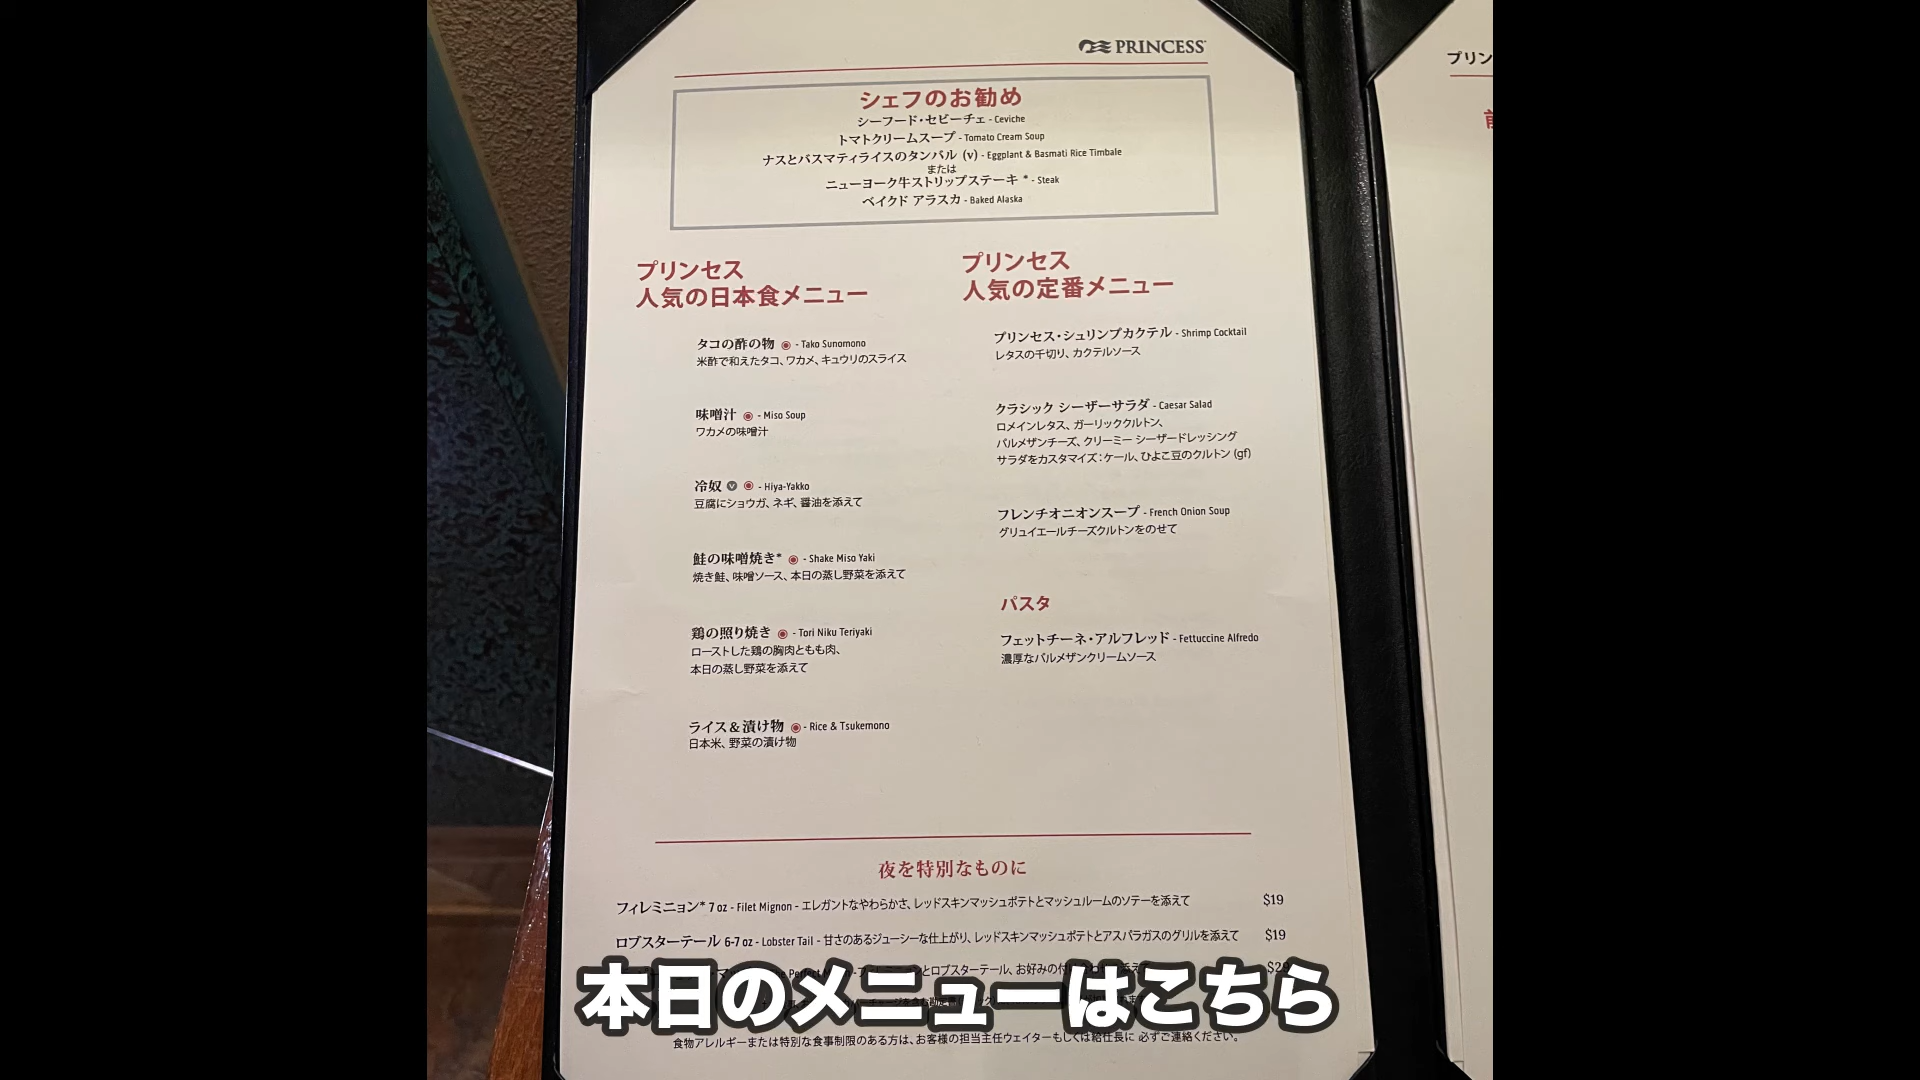 PRINCESS
シェフのお勧め
シーフード・セビーチェ - Ceviche
トマトクリームスープ - Tomato Cream Soup
ナスとバスマティライスのタンバル (v) - Eggplant & Basmati Rice Timbale
または
ニューヨーク牛ストリップステーキ * - Steak
ベイクド アラスカ - Baked Alaska
プリンセス
人気の日本食メニュー
タコの酢の物 - Tako Sunomono
米酢で和えたタコ、ワカメ、キュウリのスライス
味噌汁 - Miso Soup
ワカメの味噌汁
冷奴 V - Hiya-Yakko
豆腐にショウガ、ネギ、醤油を添えて
鮭の味噌焼き* - Shake Miso Yaki
焼き鮭、味噌ソース、本日の蒸し野菜を添えて
鶏の照り焼き - Tori Niku Teriyaki
ローストした鶏の胸肉ともも肉、
本日の蒸し野菜を添えて
ライス&漬け物 - Rice & Tsukemono
日本米、野菜の漬け物
プリンセス
人気の定番メニュー
プリンセス・シュリンプカクテル - Shrimp Cocktail
レタスの千切り、カクテルソース
クラシック シーザーサラダ - Caesar Salad
ロメインレタス、ガーリッククルトン、
パルメザンチーズ、クリーミー シーザードレッシング
サラダをカスタマイズ：ケール、ひよこ豆のクルトン (gf)
フレンチオニオンスープ - French Onion Soup
グリュイエールチーズクルトンをのせて
パスタ
フェットチーネ・アルフレッド - Fettuccine Alfredo
濃厚なパルメザンクリームソース
夜を特別なものに
フィレミニョン* 7 oz - Filet Mignon - エレガントなやわらかさ、レッドスキンマッシュポテトとマッシュルームのソテーを添えて $19
ロブスターテール 6-7 oz - Lobster Tail - 甘さのあるジューシーな仕上がり、レッドスキンマッシュポテトとアスパラガスのグリルを添えて $19
The Perfect とロブスターテール、お好みの付
本日のメニューはこちら
食物アレルギーまたは特別な食事制限のある方は、お客様の担当主任ウェイターもしくは給仕長に 必ずご連絡ください。
プリン